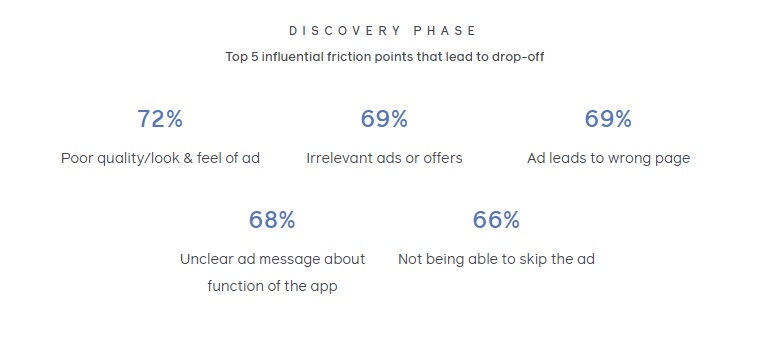 DISCOVERY PHASE
Top 5 influential friction points that lead to drop-off
72% 69% 69%
Poor quality/look & feel of ad Irrelevant ads or offers Ad leads to wrong page
68% 66%
Unclear ad message about Not being able to skip the ad
function of the app